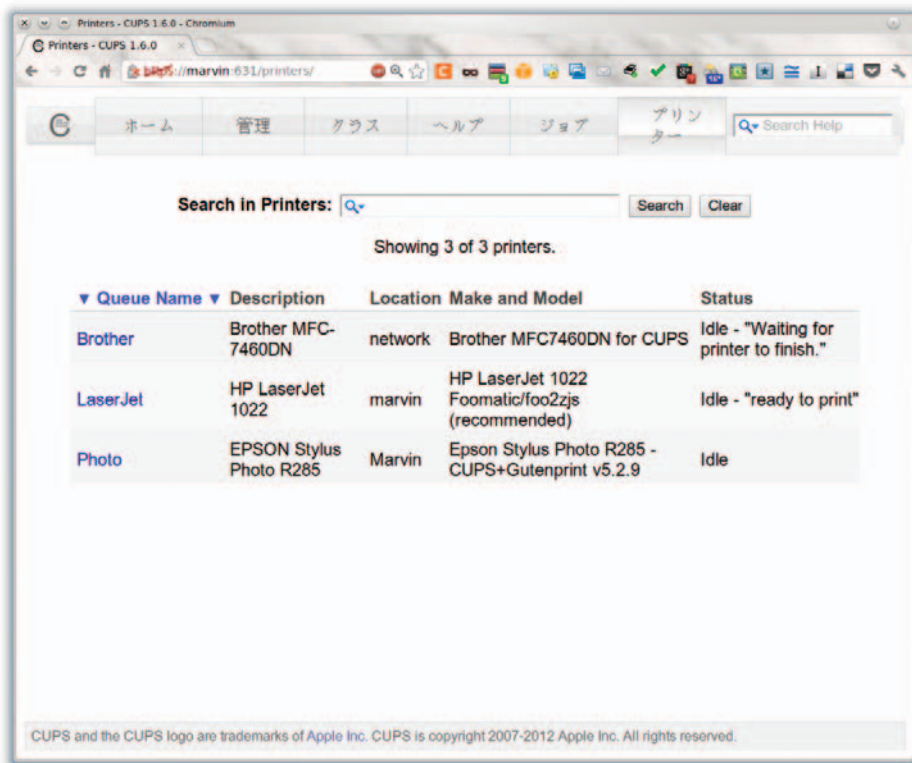 Printers - CUPS 1.6.0 - Chromium
Printers - CUPS 1.6.0
https://marvin:631/printers/
ホーム 管理 クラス ヘルプ ジョブ プリンター Search Help
Search in Printers: Search Clear
Showing 3 of 3 printers.
▼ Queue Name ▼ Description Location Make and Model Status
Brother Brother MFC-7460DN network Brother MFC7460DN for CUPS Idle - "Waiting for printer to finish."
LaserJet HP LaserJet 1022 marvin HP LaserJet 1022 Foomatic/foo2zjs (recommended) Idle - "ready to print"
Photo EPSON Stylus Photo R285 Marvin Epson Stylus Photo R285 - CUPS+Gutenprint v5.2.9 Idle
CUPS and the CUPS logo are trademarks of Apple Inc. CUPS is copyright 2007-2012 Apple Inc. All rights reserved.